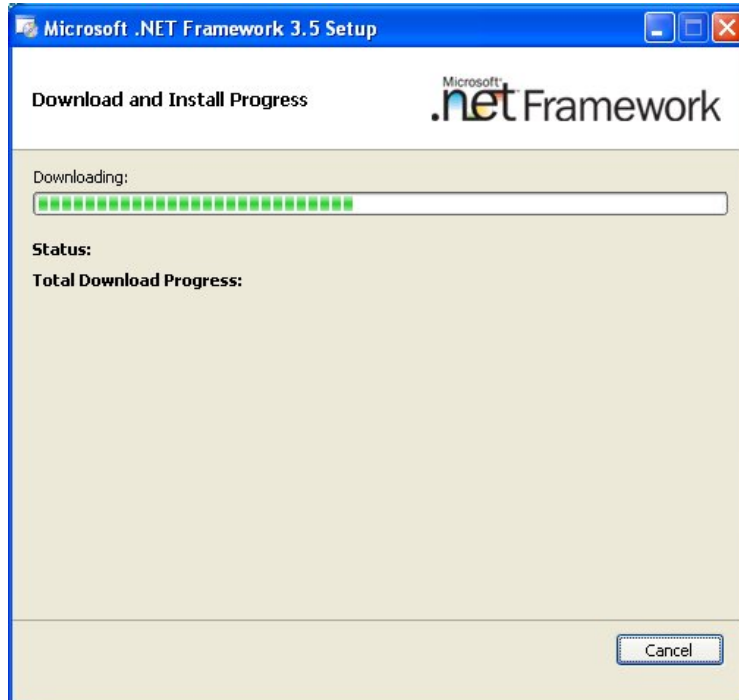 Microsoft .NET Framework 3.5 Setup
Download and Install Progress
Microsoft
.net Framework
Downloading:
Status:
Total Download Progress:
Cancel